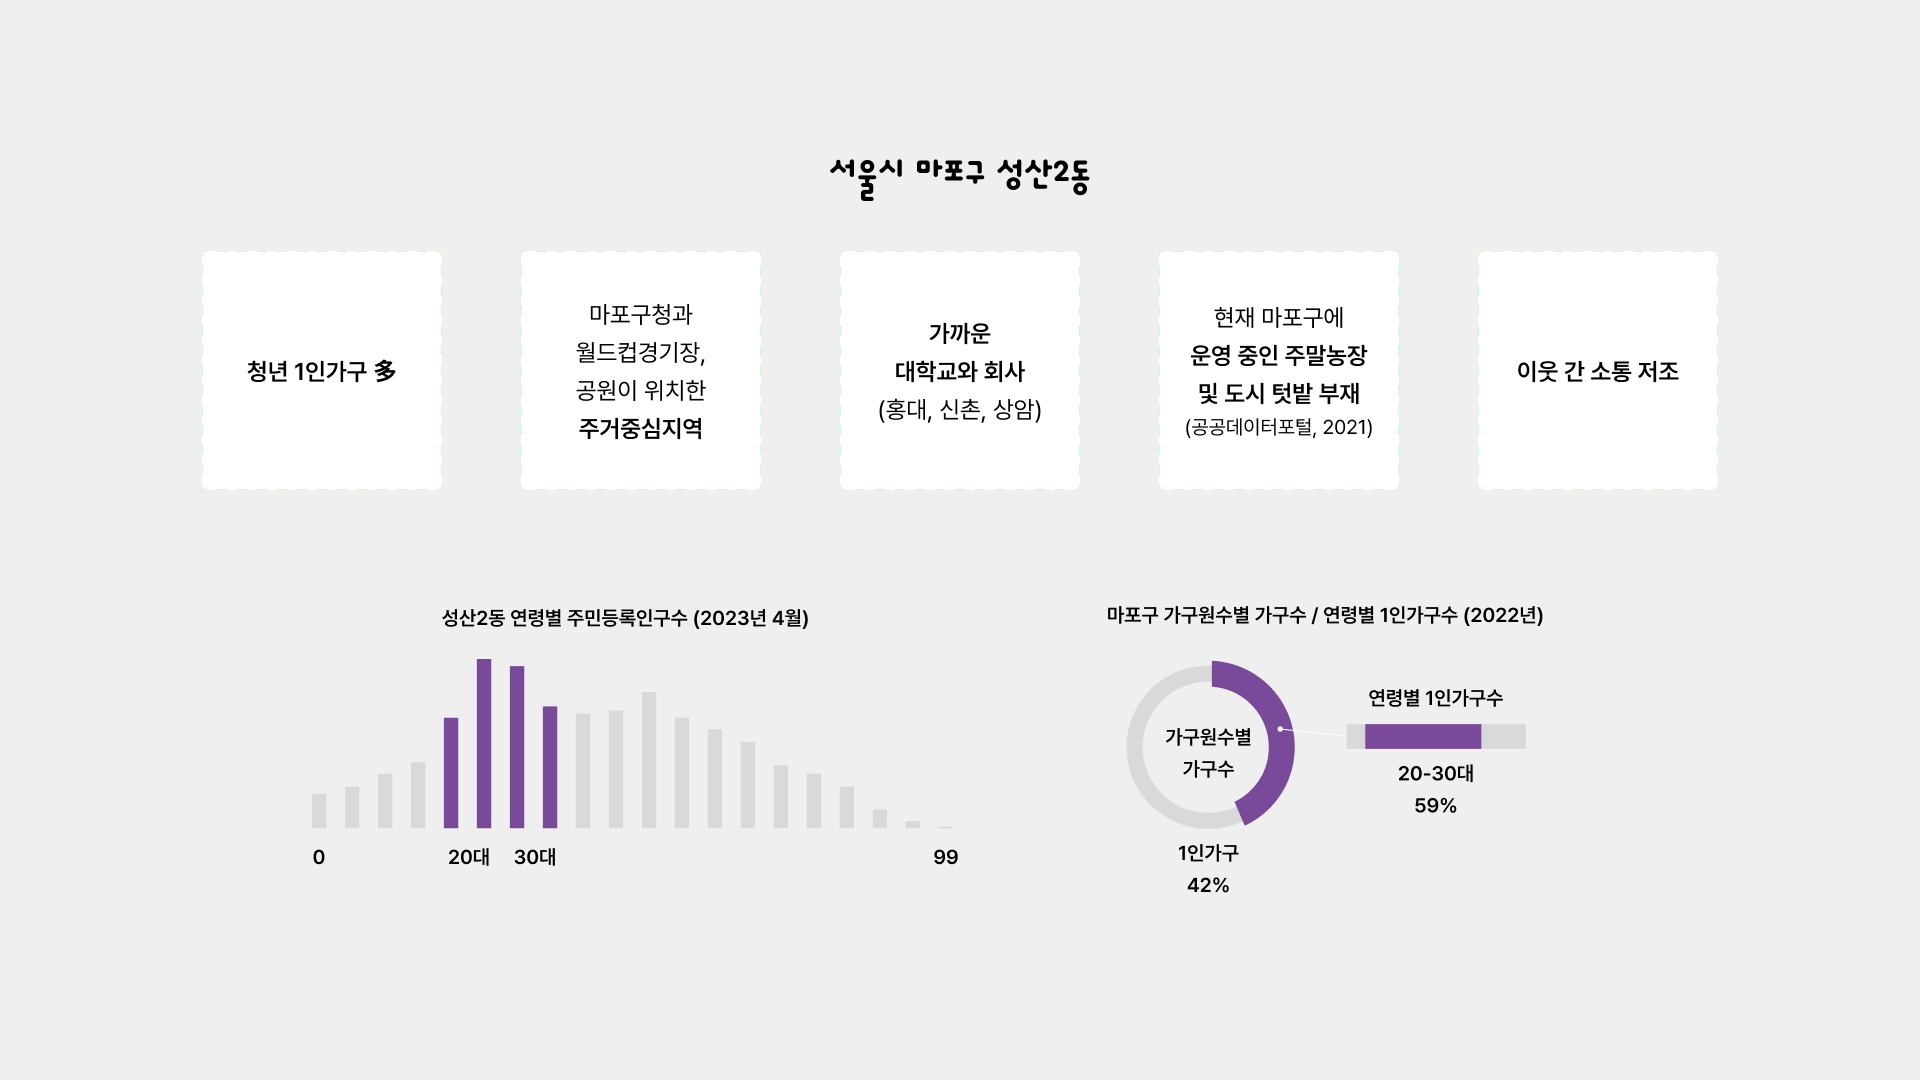 서울시 마포구 성산2동
청년 1인가구 多
마포구청과
월드컵경기장,
공원이 위치한
주거중심지역
가까운
대학교와 회사
(홍대, 신촌, 상암)
현재 마포구에
운영 중인 주말농장
및 도시 텃밭 부재
(공공데이터포털, 2021)
이웃 간 소통 저조
성산2동 연령별 주민등록인구수 (2023년 4월)
0
20대
30대
99
마포구 가구원수별 가구수 / 연령별 1인가구수 (2022년)
가구원수별
가구수
1인가구
42%
연령별 1인가구수
20-30대
59%